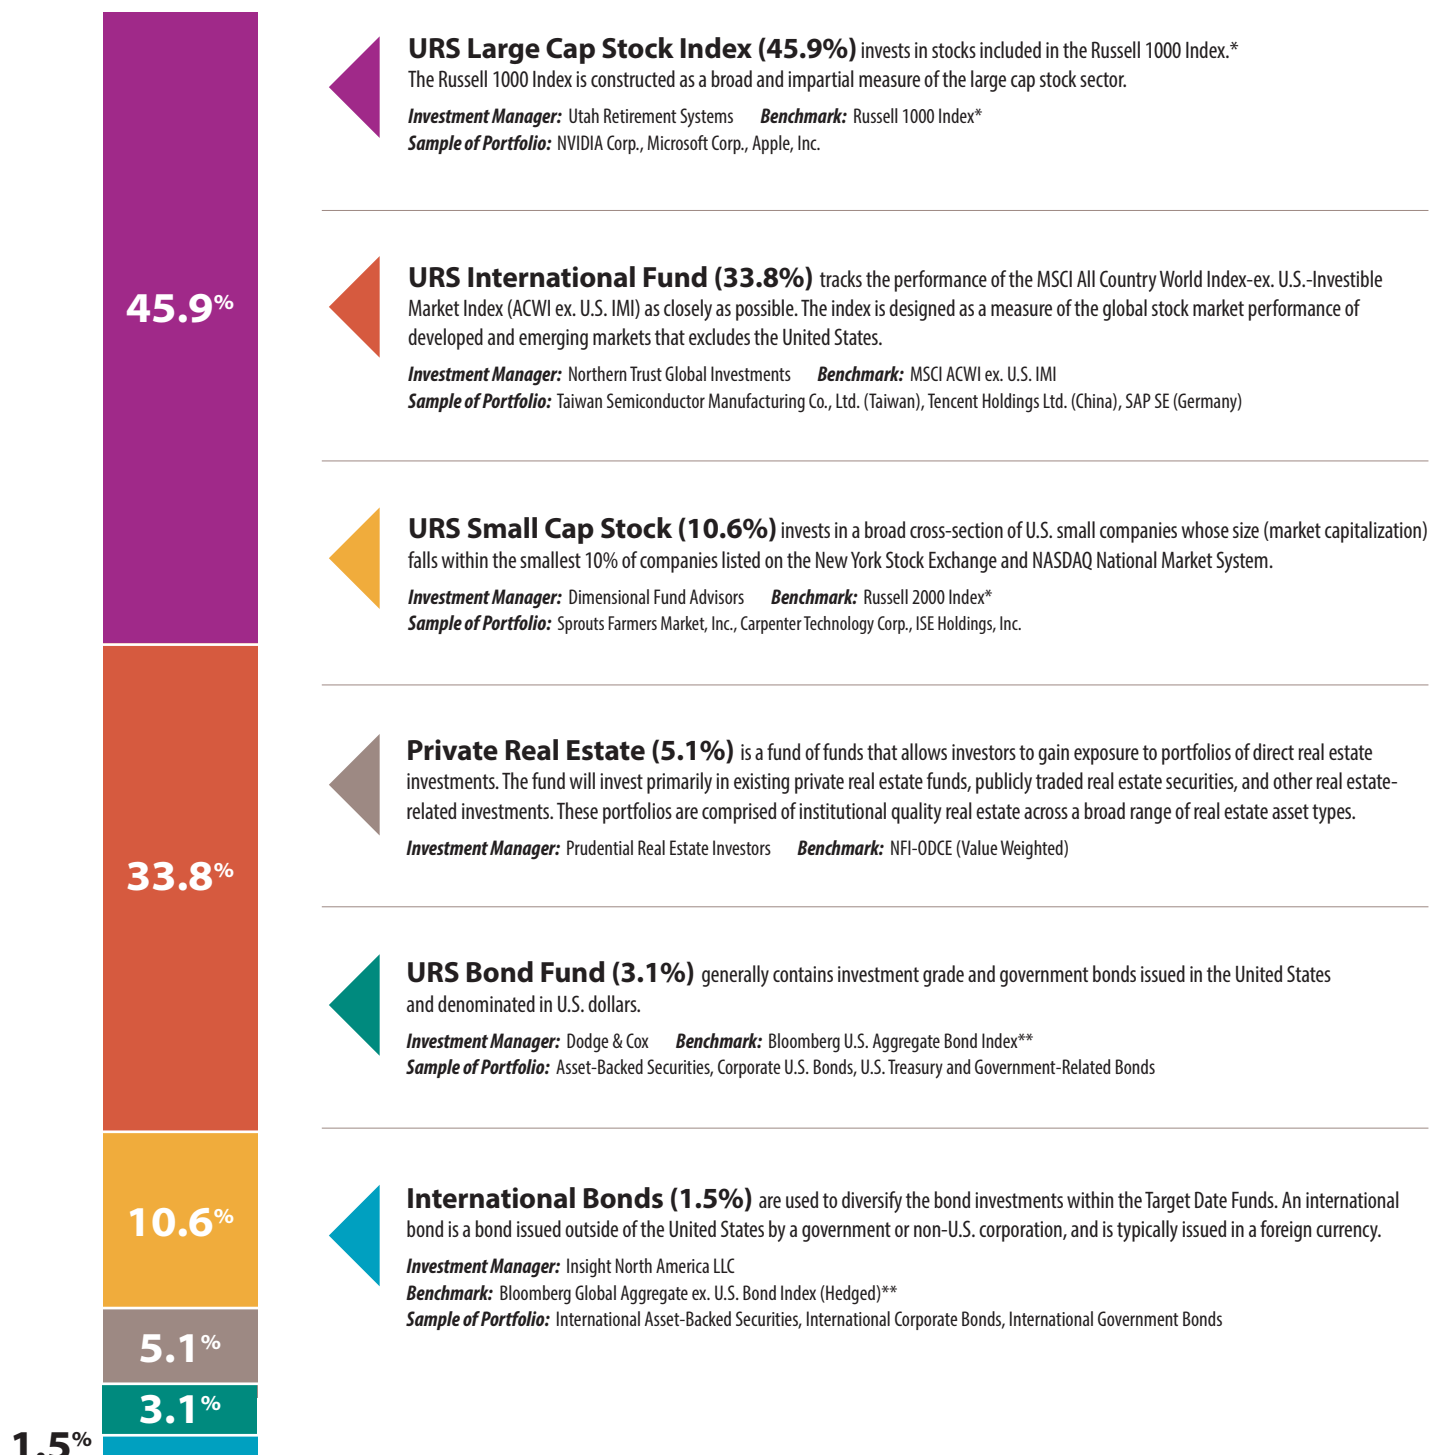 45.9%
33.8%
10.6%
5.1%
3.1%
1.5%
URS Large Cap Stock Index (45.9%) invests in stocks included in the Russell 1000 Index.*
The Russell 1000 Index is constructed as a broad and impartial measure of the large cap stock sector.
Investment Manager: Utah Retirement Systems Benchmark: Russell 1000 Index*
Sample of Portfolio: NVIDIA Corp., Microsoft Corp., Apple, Inc.
URS International Fund (33.8%) tracks the performance of the MSCI All Country World Index-ex. U.S.-Investible
Market Index (ACWI ex. U.S. IMI) as closely as possible. The index is designed as a measure of the global stock market performance of
developed and emerging markets that excludes the United States.
Investment Manager: Northern Trust Global Investments Benchmark: MSCI ACWI ex. U.S. IMI
Sample of Portfolio: Taiwan Semiconductor Manufacturing Co., Ltd. (Taiwan), Tencent Holdings Ltd. (China), SAP SE (Germany)
URS Small Cap Stock (10.6%) invests in a broad cross-section of U.S. small companies whose size (market capitalization)
falls within the smallest 10% of companies listed on the New York Stock Exchange and NASDAQ National Market System.
Investment Manager: Dimensional Fund Advisors Benchmark: Russell 2000 Index*
Sample of Portfolio: Sprouts Farmers Market, Inc., Carpenter Technology Corp., ISE Holdings, Inc.
Private Real Estate (5.1%) is a fund of funds that allows investors to gain exposure to portfolios of direct real estate
investments. The fund will invest primarily in existing private real estate funds, publicly traded real estate securities, and other real estate-
related investments. These portfolios are comprised of institutional quality real estate across a broad range of real estate asset types.
Investment Manager: Prudential Real Estate Investors Benchmark: NFI-ODCE (Value Weighted)
URS Bond Fund (3.1%) generally contains investment grade and government bonds issued in the United States
and denominated in U.S. dollars.
Investment Manager: Dodge & Cox Benchmark: Bloomberg U.S. Aggregate Bond Index**
Sample of Portfolio: Asset-Backed Securities, Corporate U.S. Bonds, U.S. Treasury and Government-Related Bonds
International Bonds (1.5%) are used to diversify the bond investments within the Target Date Funds. An international
bond is a bond issued outside of the United States by a government or non-U.S. corporation, and is typically issued in a foreign currency.
Investment Manager: Insight North America LLC
Benchmark: Bloomberg Global Aggregate ex. U.S. Bond Index (Hedged)**
Sample of Portfolio: International Asset-Backed Securities, International Corporate Bonds, International Government Bonds